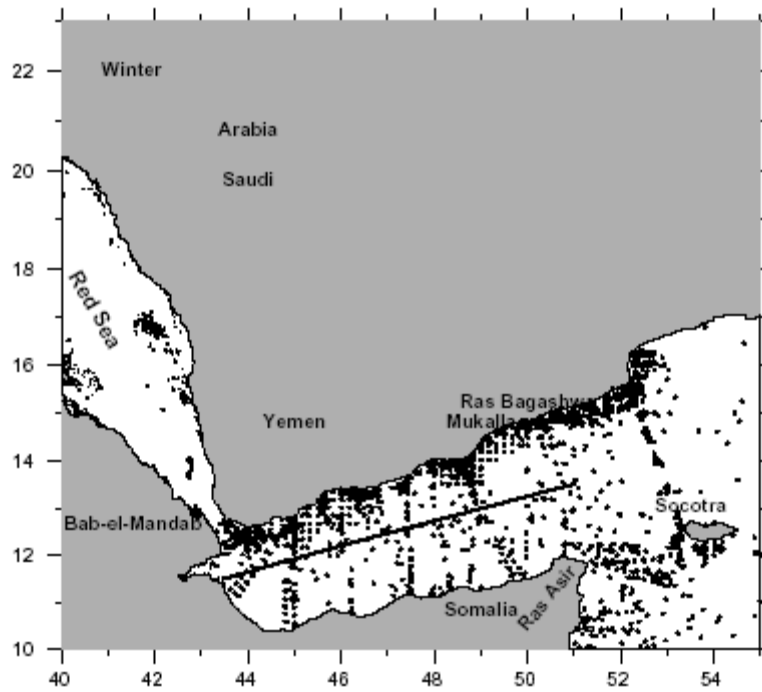 22
Winter
Arabia
20
Saudi
18
Red Sea
16
Ras Bagashwa
Yemen
Mukalla
14
Bab-el-Mandab
Socotra
12
Somalia
Ras Asir
10
40
42
44
46
48
50
52
54